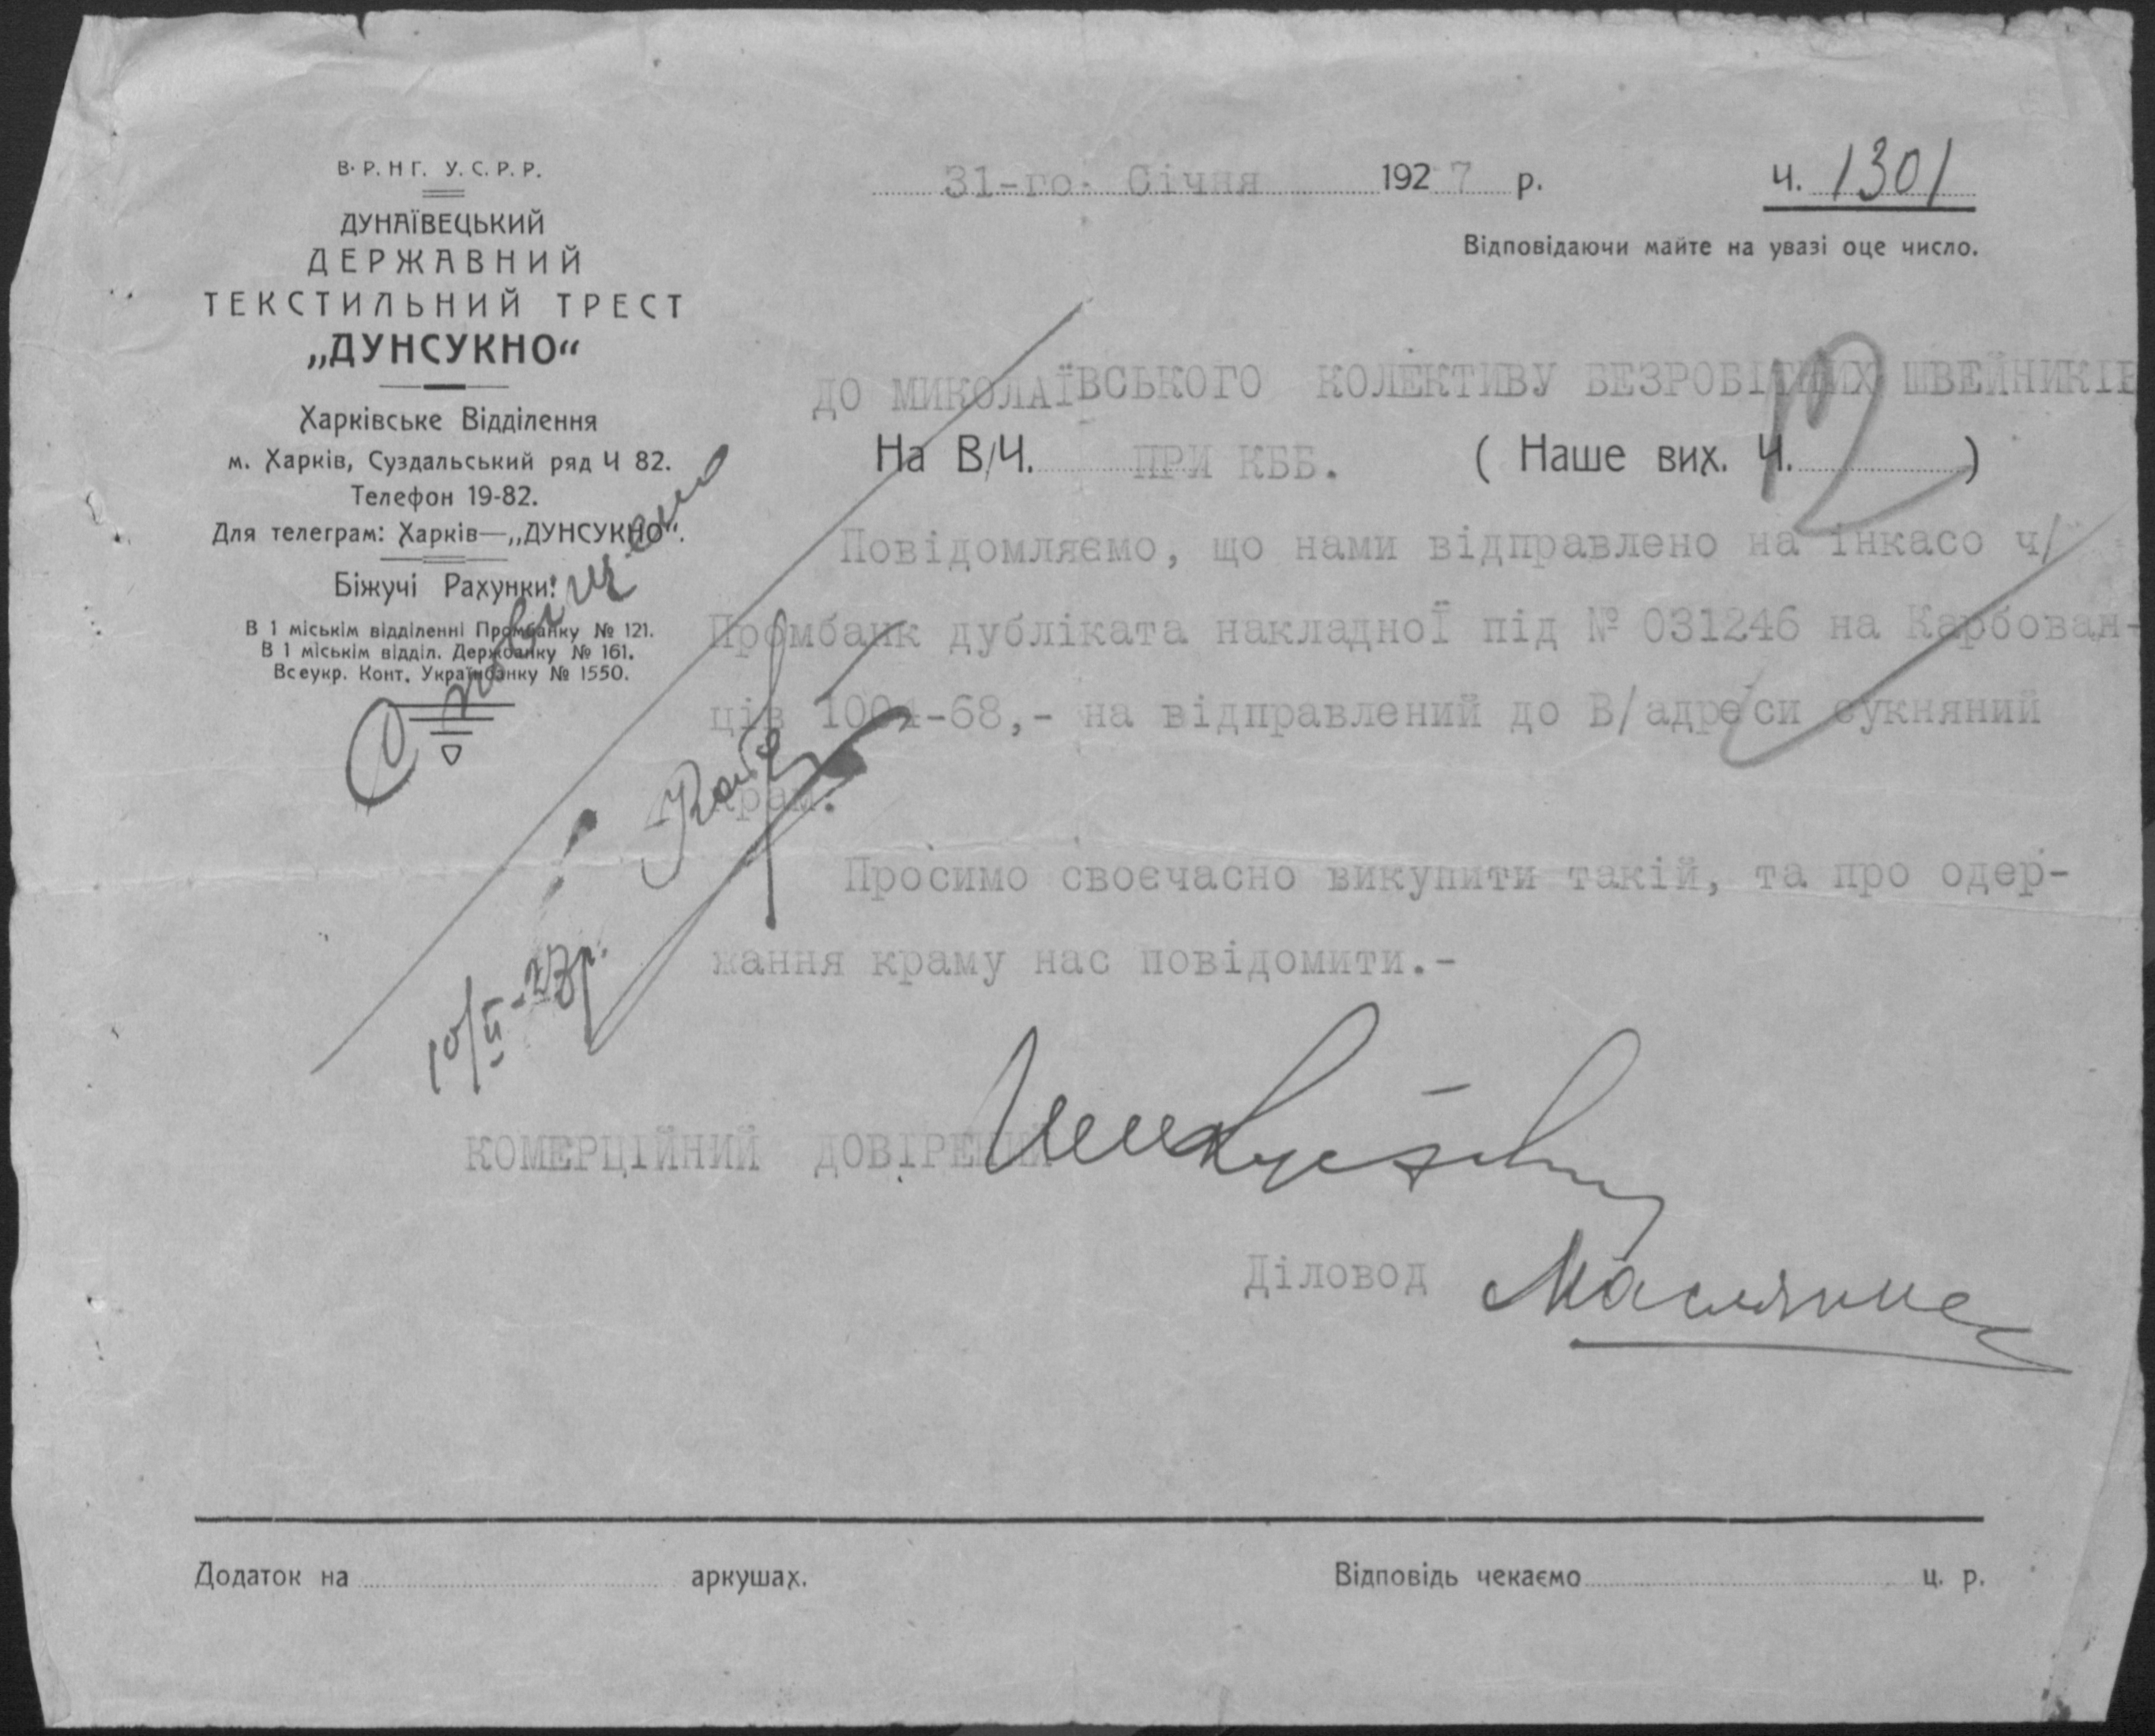 В. Р. Н Г. У. С. Р. Р.
ДУНАЇВЕЦЬКИЙ
ДЕРЖАВНИЙ
ТЕКСТИЛЬНИЙ ТРЕСТ
„ДУНСУКНО“
Харківське Відділення
м. Харків, Суздальський ряд Ч 82.
Телефон 19-82.
Для телеграм: Харків—„ДУНСУКНО“.
Біжучі Рахунки:
В 1 міськім відділенні Промбанку № 121.
В 1 міськім відділ. Держбанку № 161.
Всеукр. Конт. Українбанку № 1550.
31-го Січня 1927 р.
Ч. 1301
Відповідаючи майте на увазі оце число.
ДО МИКОЛАЇВСЬКОГО КОЛЕКТИВУ БЕЗРОБІТНИХ ШВЕЙНИКІВ
На В/Ч. ПРИ КББ. ( Наше вих. Ч. )
Повідомляємо, що нами відправлено на інкасо ч/
Промбанк дубліката накладної під № 031246 на Карбован-
ців 1004-68,- на відправлений до В/адреси сукняний
крам.
Просимо своєчасно викупити такій, та про одер-
жання краму нас повідомити.-
10/II-27р.
КОМЕРЦІЙНИЙ ДОВІРЕНИЙ
Діловод
Додаток на аркушах.
Відповідь чекаємо ц. р.